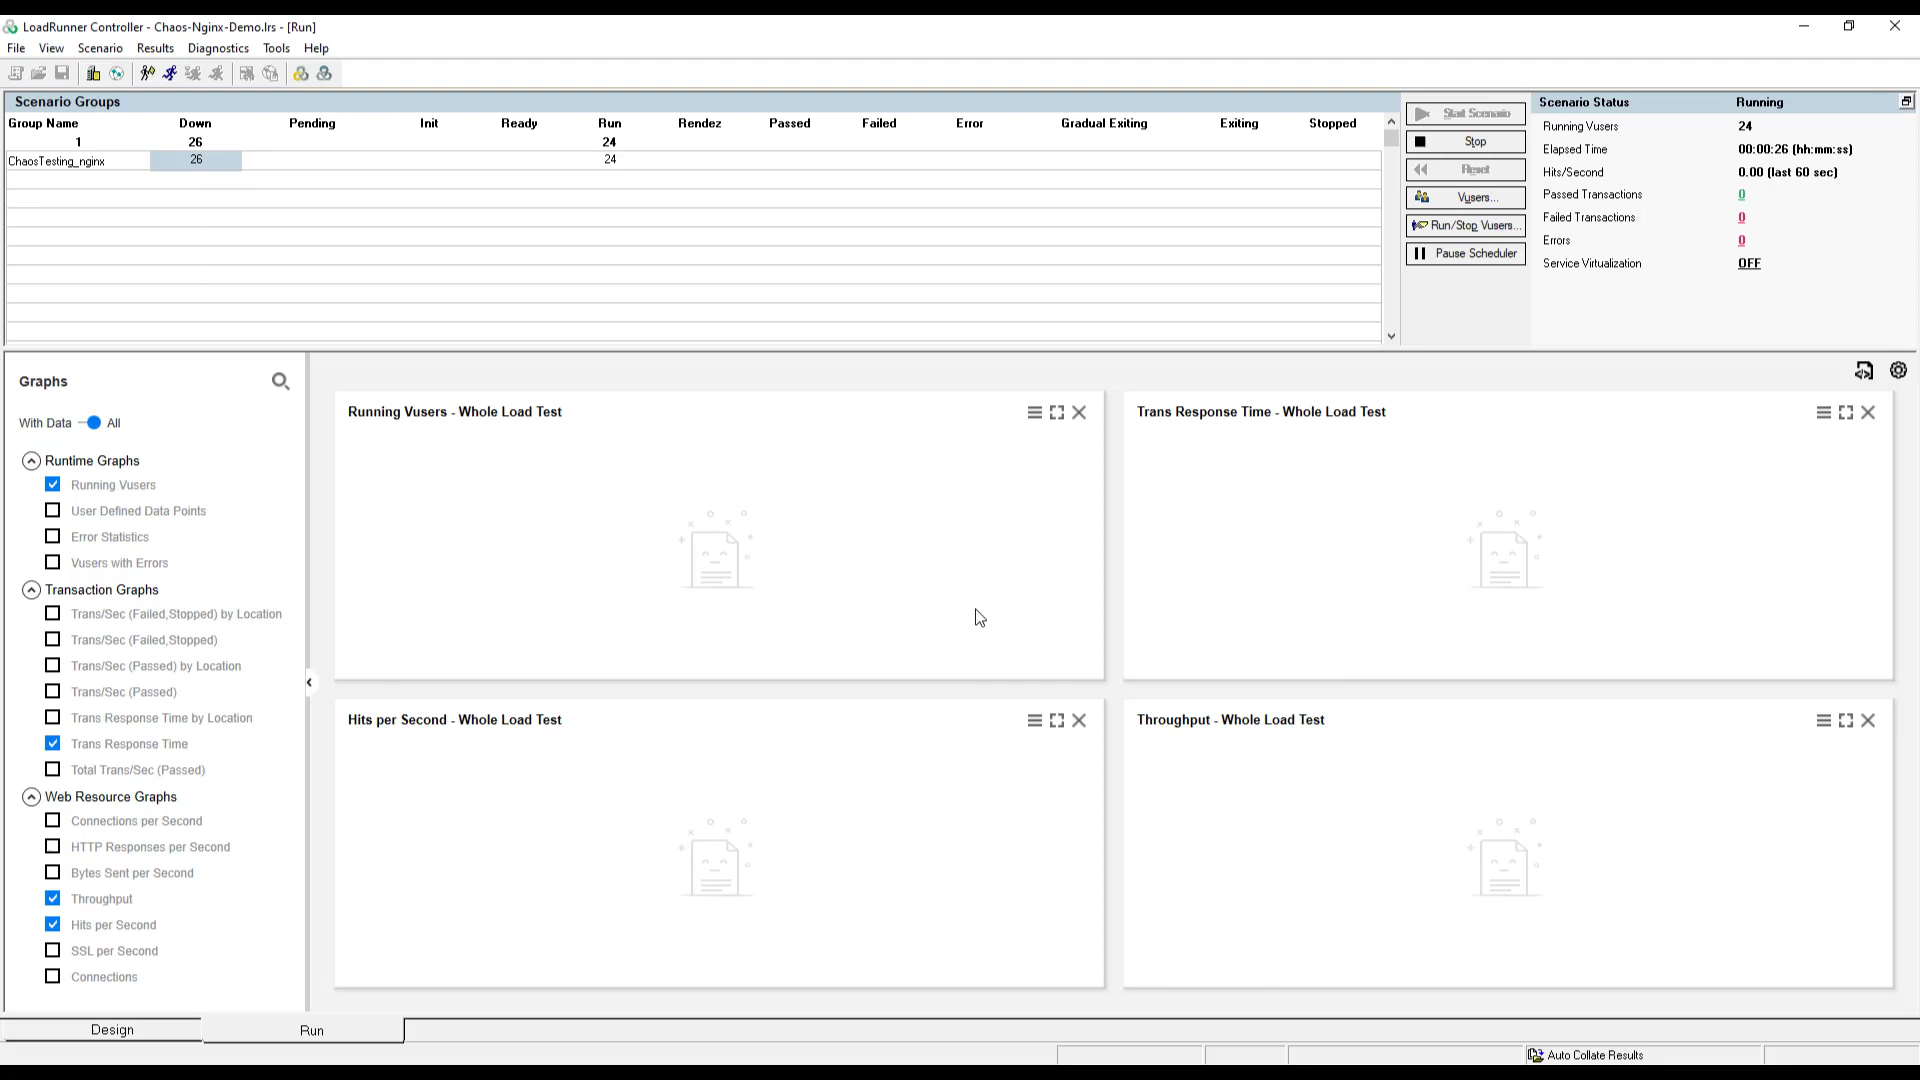 LoadRunner Controller - Chaos-Nginx-Demo.lrs - [Run]
File View Scenario Results Diagnostics Tools Help
Scenario Groups
Group Name Down Pending Init Ready Run Rendez Passed Failed Error Gradual Exiting Exiting Stopped
1 26 24
ChaosTesting_nginx 26 24
Start Scenario
Stop
Reset
Vusers...
Run/Stop Vusers...
Pause Scheduler
Scenario Status Running
Running Vusers 24
Elapsed Time 00:00:26 (hh:mm:ss)
Hits/Second 0.00 (last 60 sec)
Passed Transactions 0
Failed Transactions 0
Errors 0
Service Virtualization OFF
Graphs
With Data All
Runtime Graphs
Running Vusers
User Defined Data Points
Error Statistics
Vusers with Errors
Transaction Graphs
Trans/Sec (Failed,Stopped) by Location
Trans/Sec (Failed,Stopped)
Trans/Sec (Passed) by Location
Trans/Sec (Passed)
Trans Response Time by Location
Trans Response Time
Total Trans/Sec (Passed)
Web Resource Graphs
Connections per Second
HTTP Responses per Second
Bytes Sent per Second
Throughput
Hits per Second
SSL per Second
Connections
Running Vusers - Whole Load Test
Trans Response Time - Whole Load Test
Hits per Second - Whole Load Test
Throughput - Whole Load Test
Design Run
Auto Collate Results